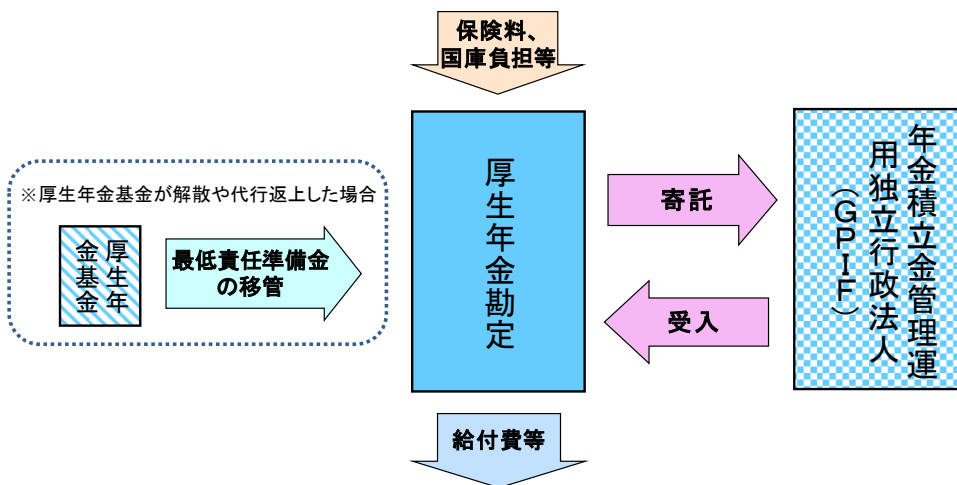 保険料、
国庫負担等
※厚生年金基金が解散や代行返上した場合
厚生年
金基金
最低責任準備金
の移管
厚生年金勘定
寄託
受入
年金積立金管理運
用独立行政法人
（ＧＰＩＦ）
給付費等